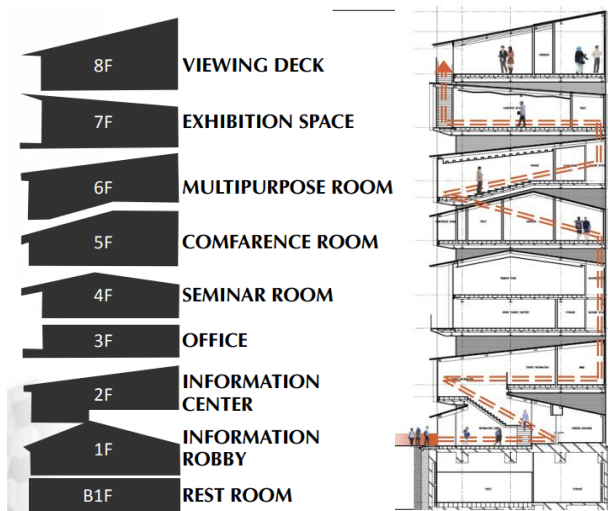 8F VIEWING DECK
7F EXHIBITION SPACE
6F MULTIPURPOSE ROOM
5F COMFARENCE ROOM
4F SEMINAR ROOM
3F OFFICE
2F INFORMATION
CENTER
1F INFORMATION
ROBBY
B1F REST ROOM